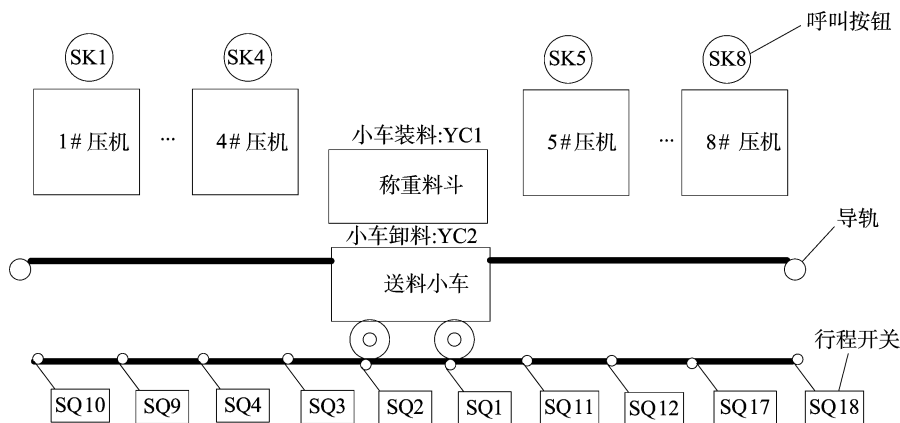 呼叫按钮
SK1
SK4
SK5
SK8
小车装料:YC1
1# 压机
…
4# 压机
5# 压机
…
8# 压机
称重料斗
导轨
小车卸料:YC2
送料小车
行程开关
SQ10
SQ9
SQ4
SQ3
SQ2
SQ1
SQ11
SQ12
SQ17
SQ18